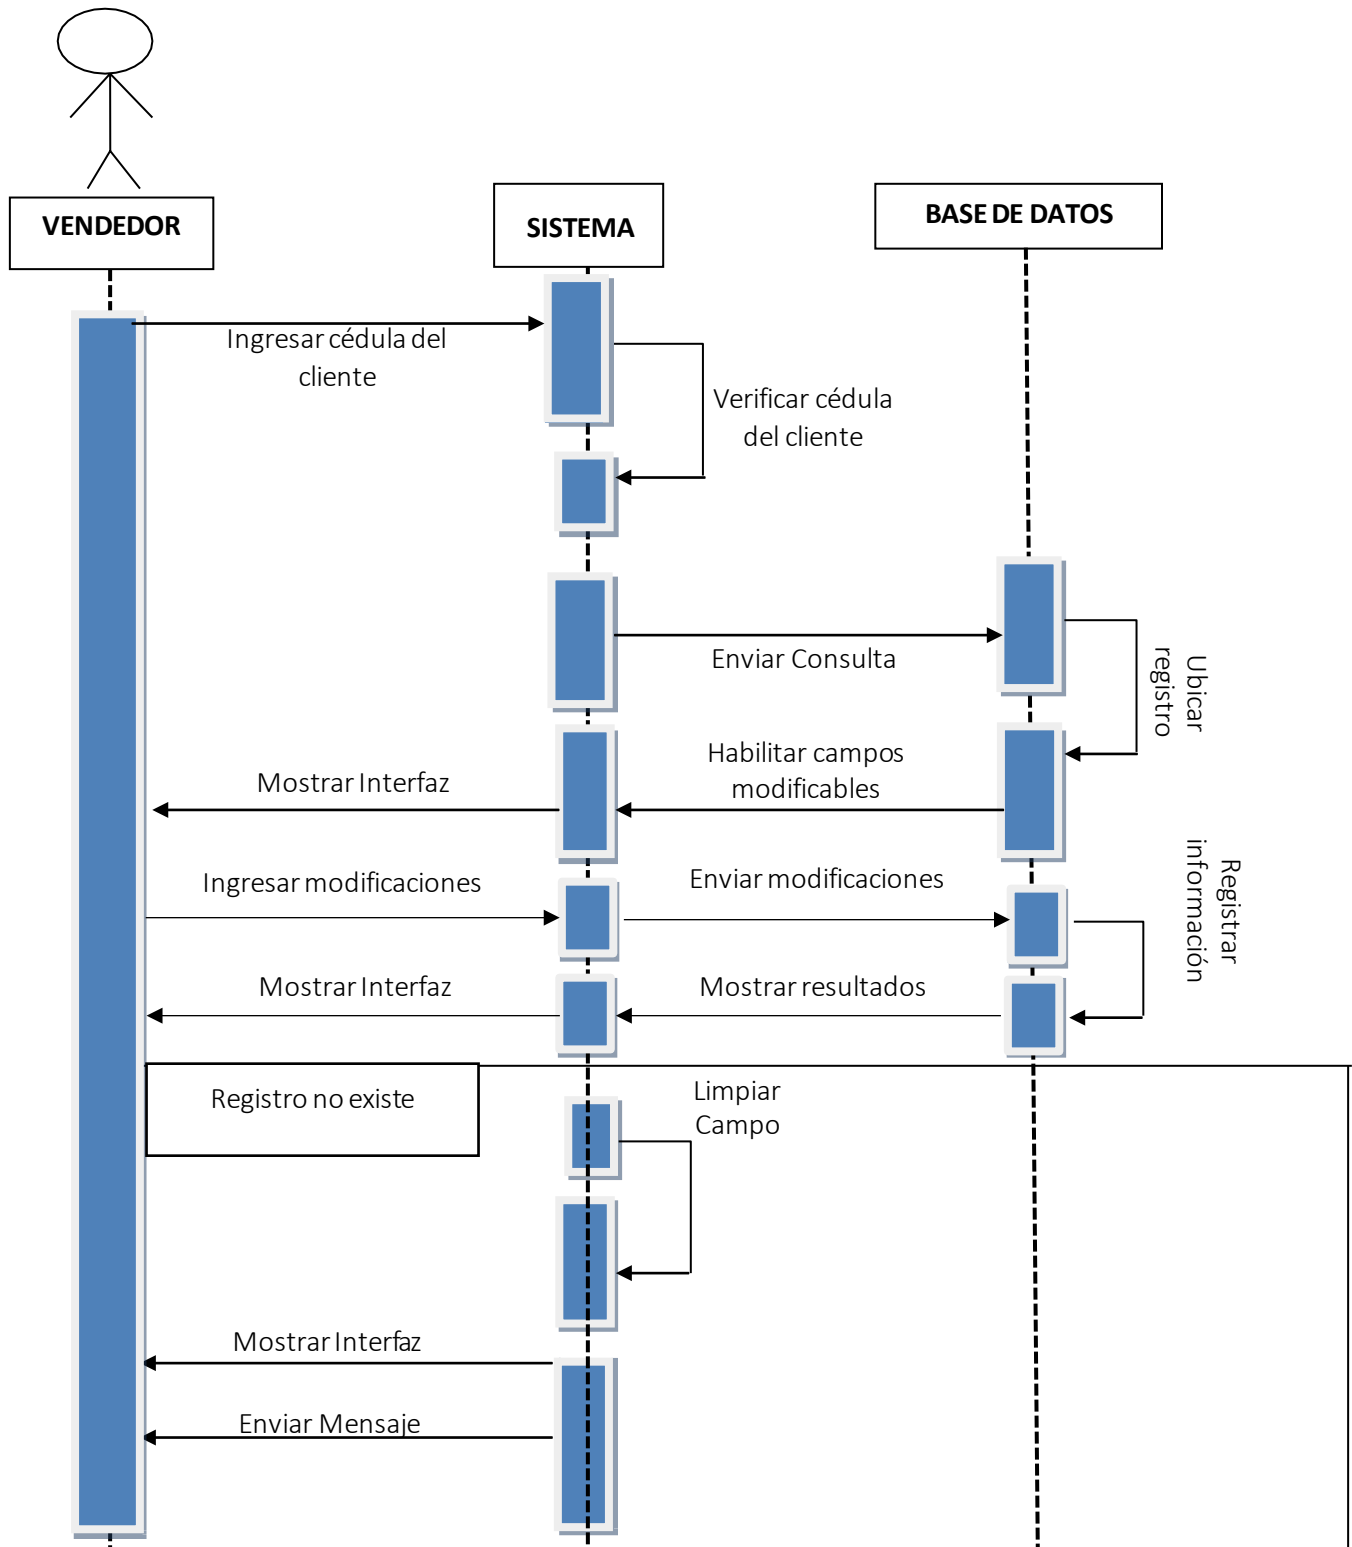 VENDEDOR
SISTEMA
BASE DE DATOS
Ingresar cédula del
cliente
Verificar cédula
del cliente
Enviar Consulta
Ubicar
registro
Habilitar campos
modificables
Mostrar Interfaz
Ingresar modificaciones
Enviar modificaciones
Registrar
información
Mostrar Interfaz
Mostrar resultados
Registro no existe
Limpiar
Campo
Mostrar Interfaz
Enviar Mensaje